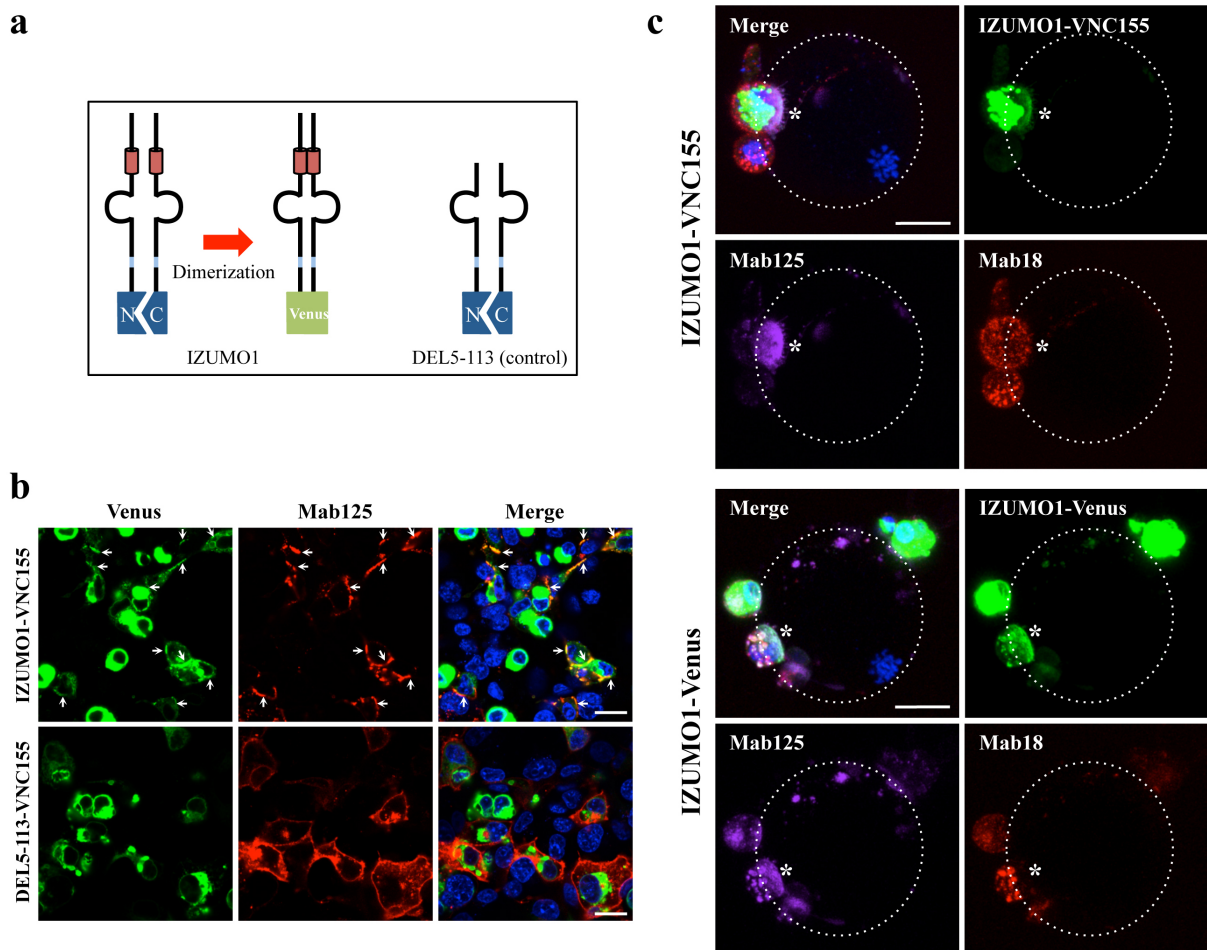 a
N C
Dimerization
Venus
N C
IZUMO1
DEL5-113 (control)
b
Venus
Mab125
Merge
IZUMO1-VNC155
DEL5-113-VNC155
c
IZUMO1-VNC155
Merge
*
IZUMO1-VNC155
*
Mab125
*
Mab18
*
IZUMO1-Venus
Merge
*
IZUMO1-Venus
*
Mab125
*
Mab18
*